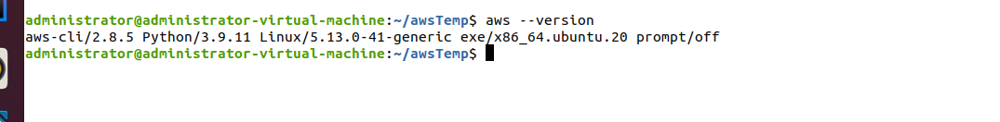 administrator@administrator-virtual-machine:~/awsTemp$ aws --version
aws-cli/2.8.5 Python/3.9.11 Linux/5.13.0-41-generic exe/x86_64.ubuntu.20 prompt/off
administrator@administrator-virtual-machine:~/awsTemp$